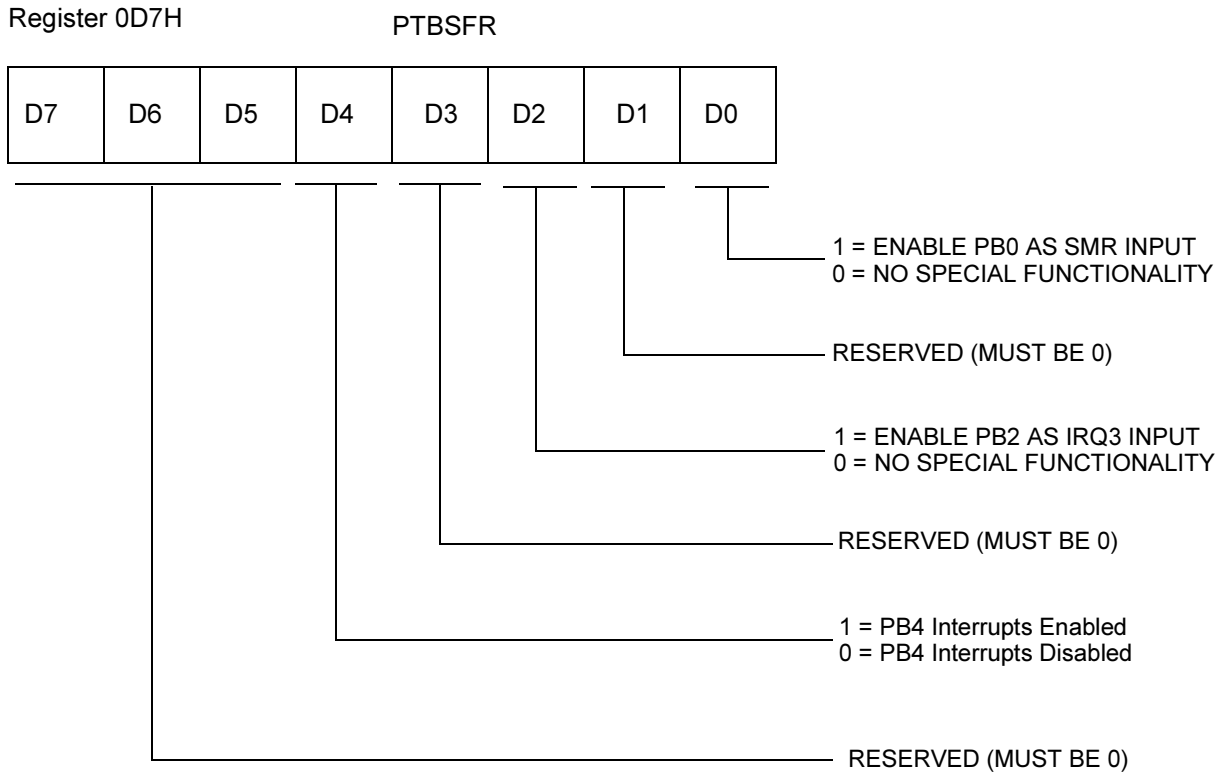 Register 0D7H
PTBSFR
D7 D6 D5 D4 D3 D2 D1 D0
1 = ENABLE PB0 AS SMR INPUT
0 = NO SPECIAL FUNCTIONALITY
RESERVED (MUST BE 0)
1 = ENABLE PB2 AS IRQ3 INPUT
0 = NO SPECIAL FUNCTIONALITY
RESERVED (MUST BE 0)
1 = PB4 Interrupts Enabled
0 = PB4 Interrupts Disabled
RESERVED (MUST BE 0)